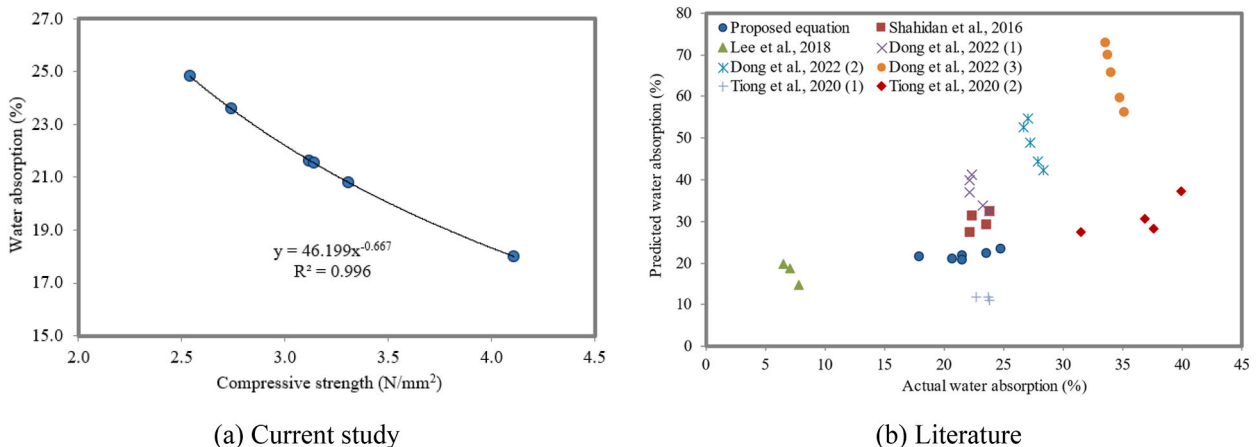 25.0
23.0
21.0
19.0
17.0
15.0
Water absorption (%)
y = 46.199x^-0.667
R² = 0.996
2.0 2.5 3.0 3.5 4.0 4.5
Compressive strength (N/mm²)
(a) Current study
80
70
60
50
40
30
20
10
0
Predicted water absorption (%)
Proposed equation Shahidan et al., 2016
Lee et al., 2018 Dong et al., 2022 (1)
Dong et al., 2022 (2) Dong et al., 2022 (3)
Tiong et al., 2020 (1) Tiong et al., 2020 (2)
0 5 10 15 20 25 30 35 40 45
Actual water absorption (%)
(b) Literature